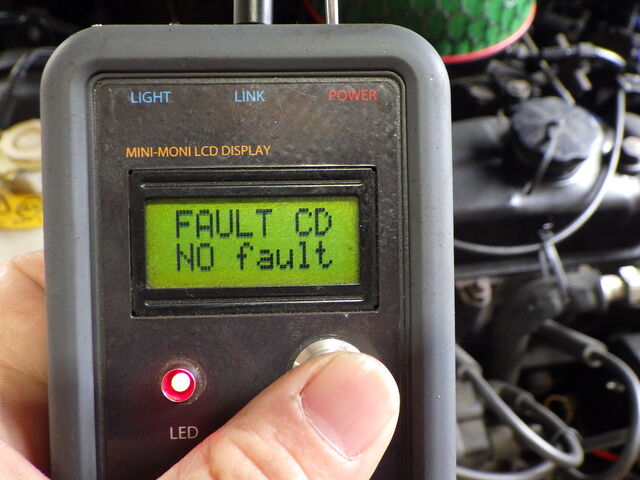 LIGHT LINK POWER
MINI-MONI LCD DISPLAY
FAULT CD
NO fault
LED